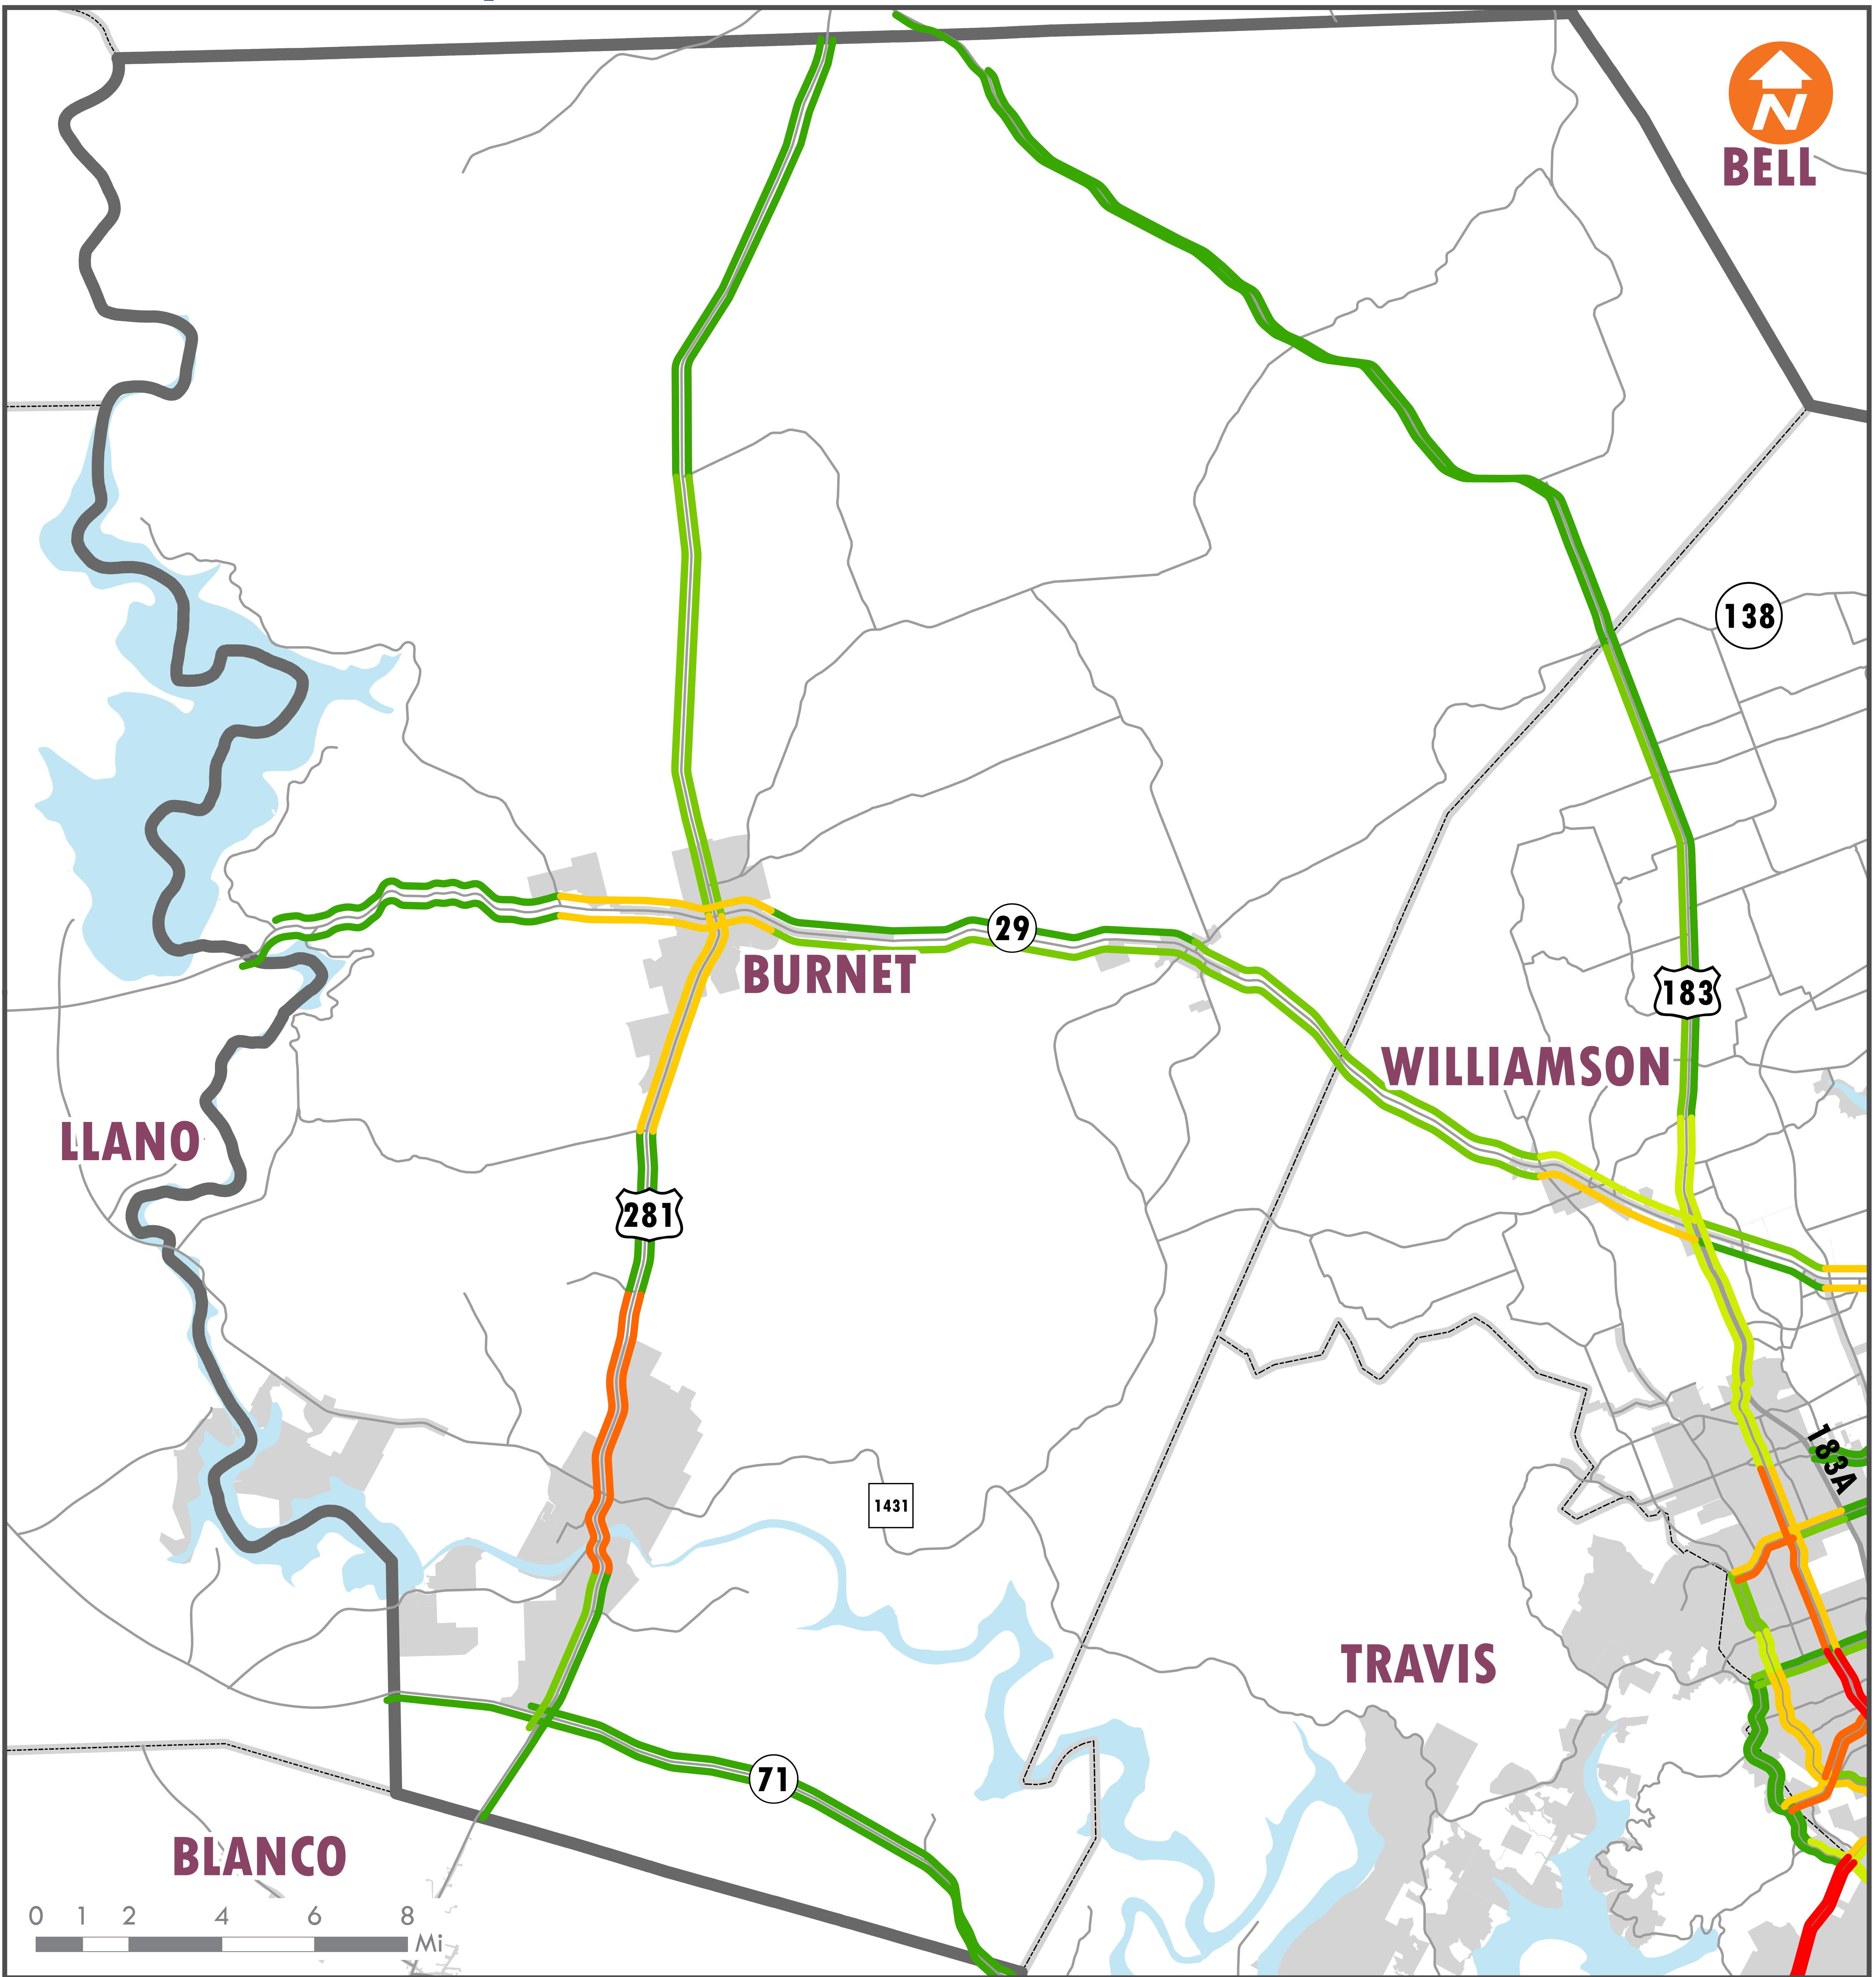 N
BELL
138
29
BURNET
183
WILLIAMSON
LLANO
281
183A
1431
TRAVIS
71
BLANCO
0 1 2 4 6 8
Mi